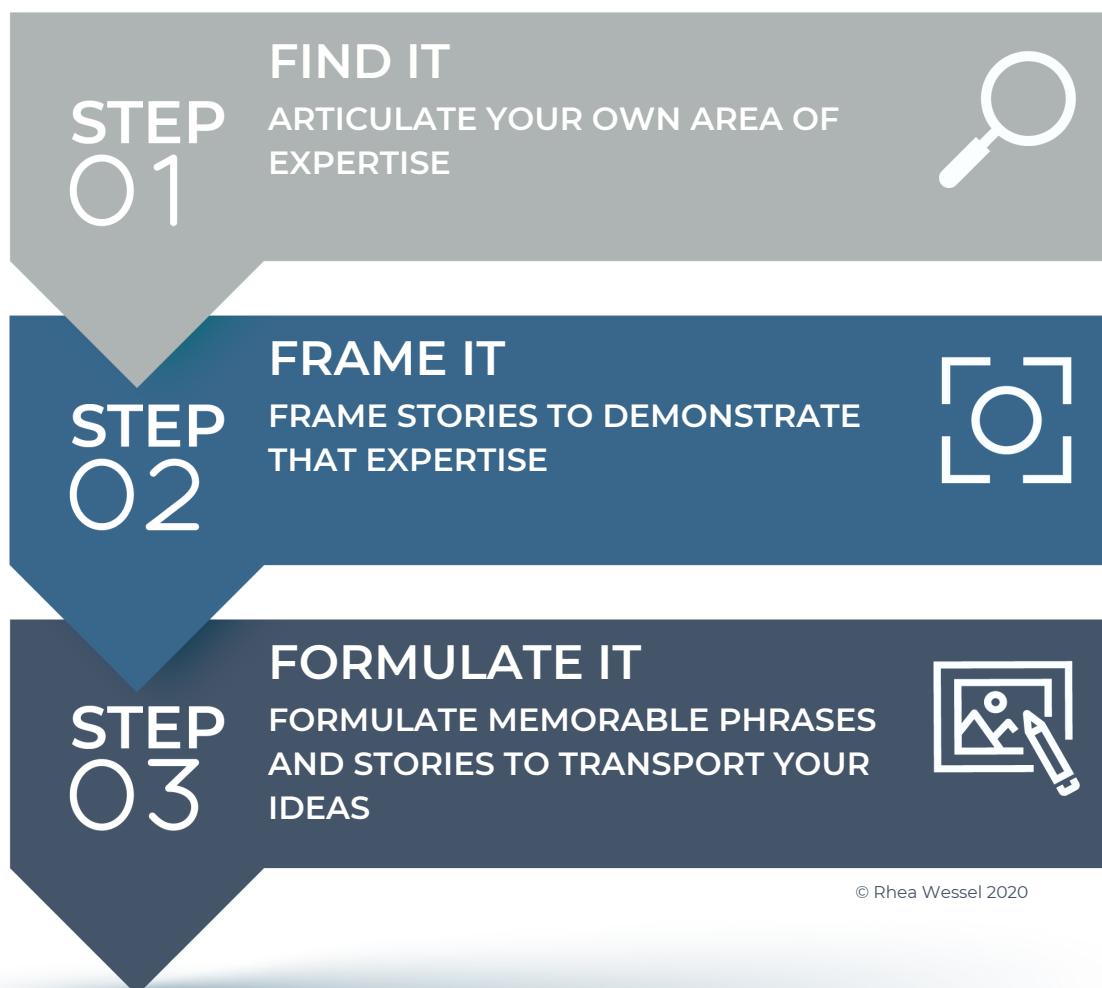 STEP
01
FIND IT
ARTICULATE YOUR OWN AREA OF
EXPERTISE
STEP
02
FRAME IT
FRAME STORIES TO DEMONSTRATE
THAT EXPERTISE
STEP
03
FORMULATE IT
FORMULATE MEMORABLE PHRASES
AND STORIES TO TRANSPORT YOUR
IDEAS
© Rhea Wessel 2020